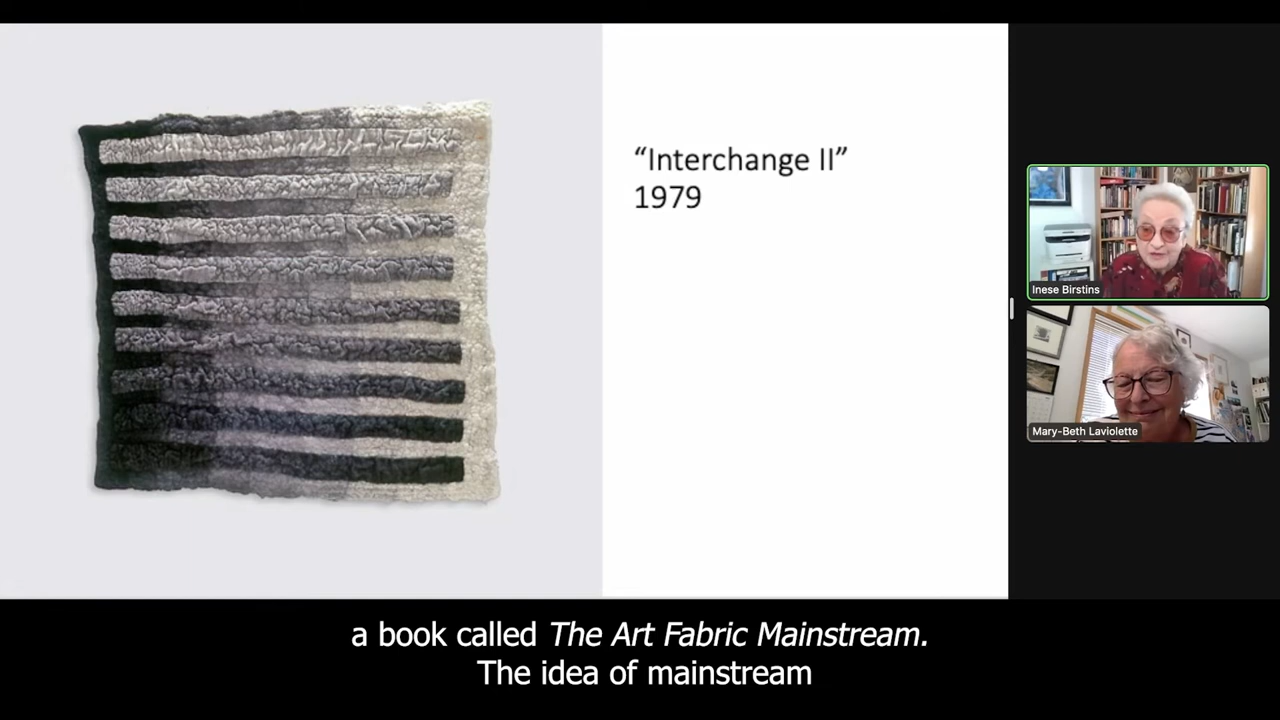 “Interchange II”
1979
Inese Birstins
Mary-Beth Laviolette
a book called The Art Fabric Mainstream.
The idea of mainstream